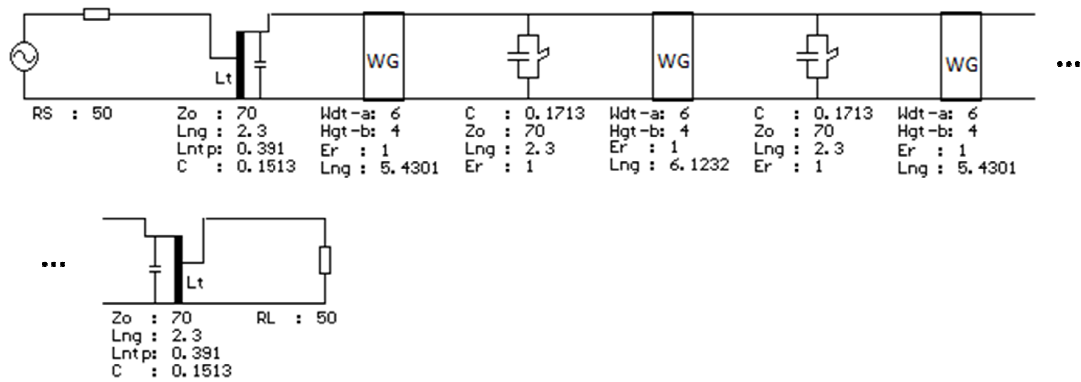 Lt
WG
WG
WG
...
RS : 50
Zo : 70
Lng : 2.3
Lntp: 0.391
C : 0.1513
Wdt-a: 6
Hgt-b: 4
Er : 1
Lng : 5.4301
C : 0.1713
Zo : 70
Lng : 2.3
Er : 1
Wdt-a: 6
Hgt-b: 4
Er : 1
Lng : 6.1232
C : 0.1713
Zo : 70
Lng : 2.3
Er : 1
Wdt-a: 6
Hgt-b: 4
Er : 1
Lng : 5.4301
...
Lt
Zo : 70
Lng : 2.3
Lntp: 0.391
C : 0.1513
RL : 50